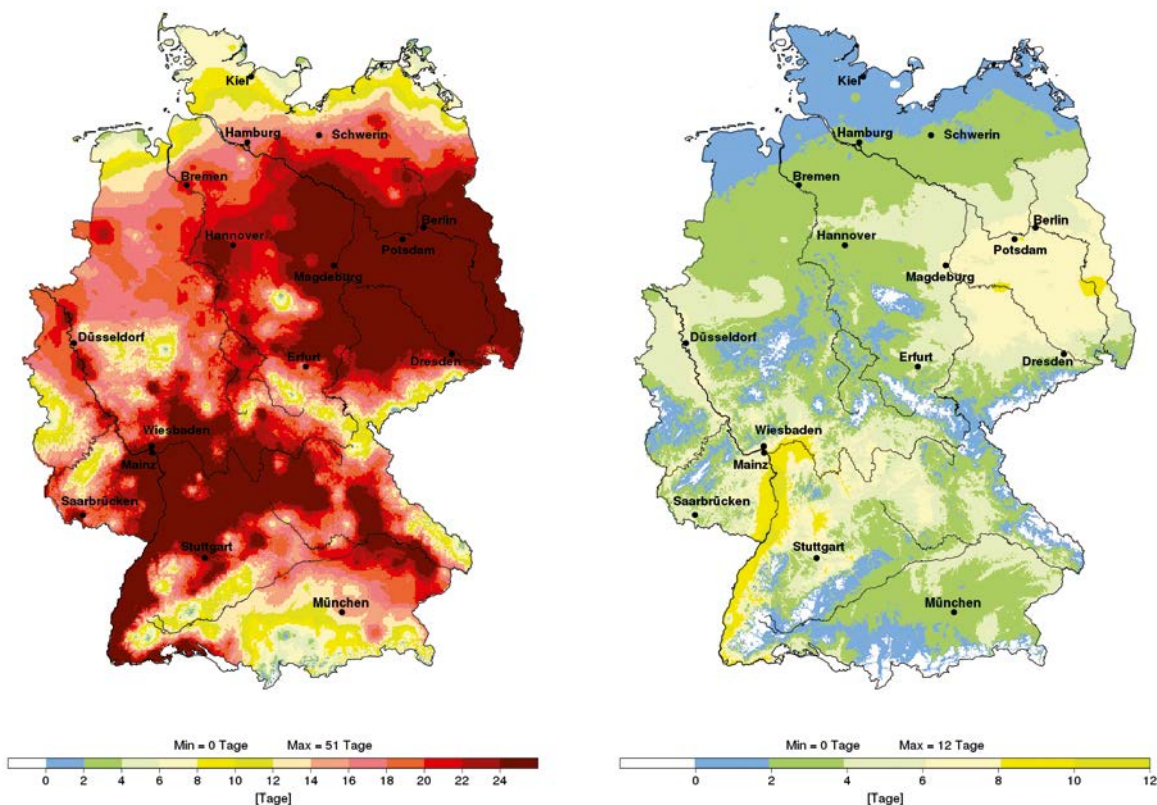 Kiel
Hamburg
Schwerin
Bremen
Berlin
Hannover
Potsdam
Magdeburg
Düsseldorf
Erfurt
Dresden
Wiesbaden
Mainz
Saarbrücken
Stuttgart
München
Min = 0 Tage Max = 51 Tage
0 2 4 6 8 10 12 14 16 18 20 22 24
[Tage]
Kiel
Hamburg
Schwerin
Bremen
Berlin
Hannover
Potsdam
Magdeburg
Düsseldorf
Erfurt
Dresden
Wiesbaden
Mainz
Saarbrücken
Stuttgart
München
Min = 0 Tage Max = 12 Tage
0 2 4 6 8 10 12
[Tage]